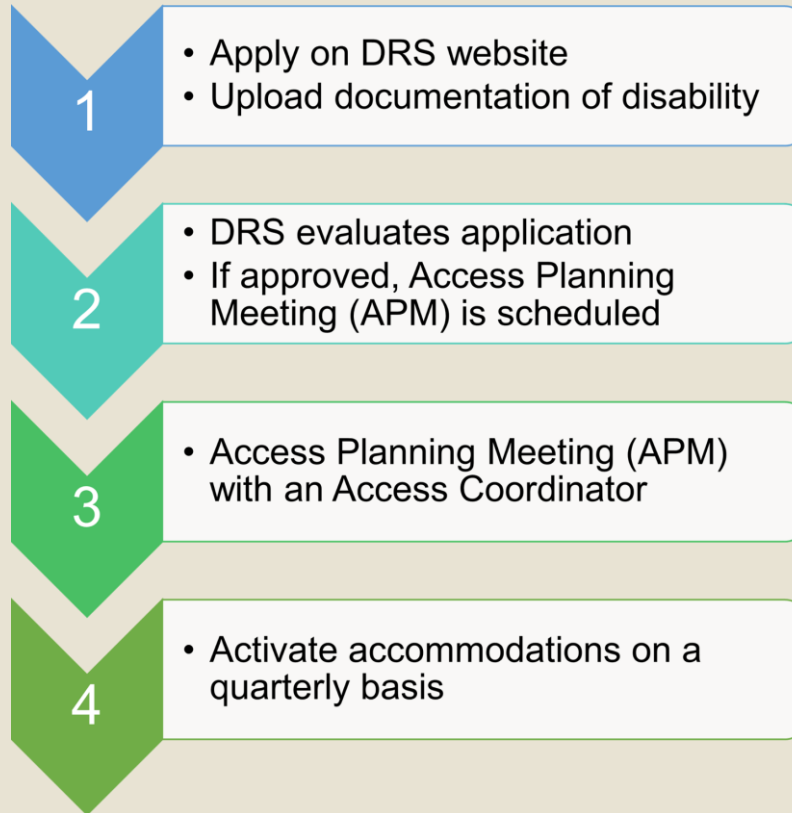 1
• Apply on DRS website
• Upload documentation of disability
2
• DRS evaluates application
• If approved, Access Planning
Meeting (APM) is scheduled
3
• Access Planning Meeting (APM)
with an Access Coordinator
4
• Activate accommodations on a
quarterly basis